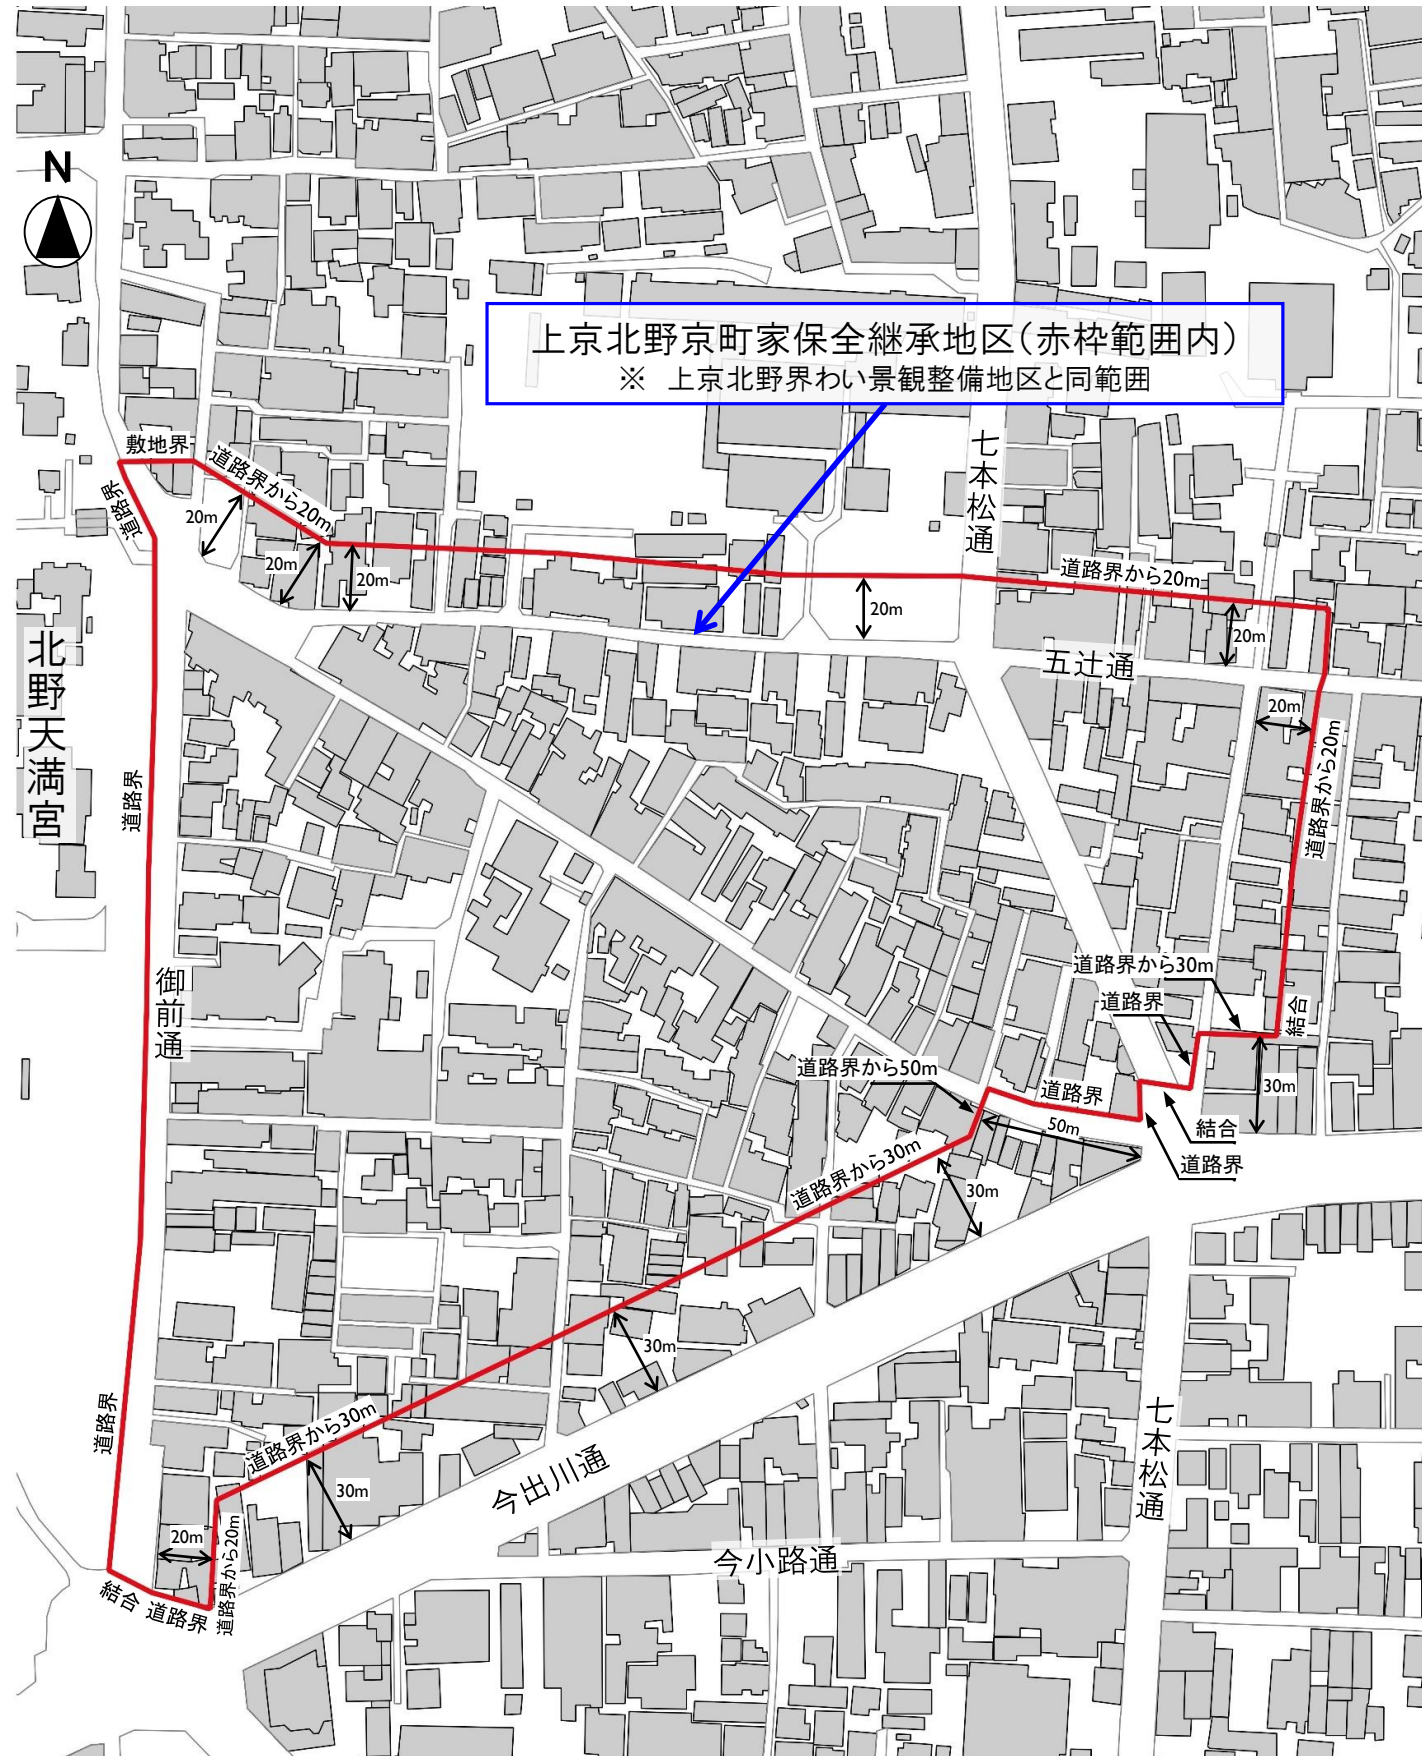 N
上京北野京町家保全継承地区（赤枠範囲内）
※　上京北野界わい景観整備地区と同範囲
敷地界
道路界から20m
道路界
20m
20m
20m
七本松通
道路界から20m
20m
20m
五辻通
北野天満宮
20m
道路界から20m
道路界
御前通
道路界から30m
道路界
結合
道路界から50m
道路界
30m
50m
結合
道路界
道路界から30m
30m
30m
道路界
道路界から30m
30m
七本松通
今出川通
20m
道路界から20m
今小路通
結合
道路界